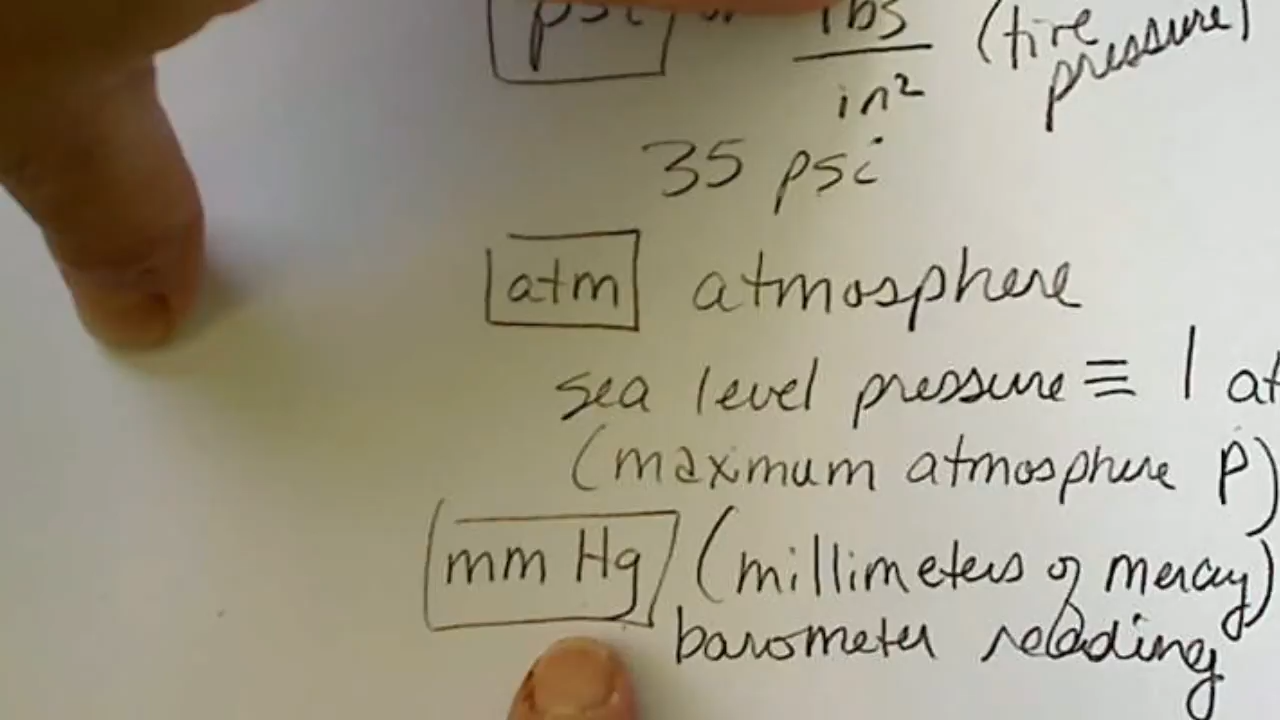 psi or lbs/in² (tire pressure)
35 psi
atm atmosphere
sea level pressure ≡ 1 at
(maximum atmosphere P)
mm Hg (millimeters of mercury)
barometer reading